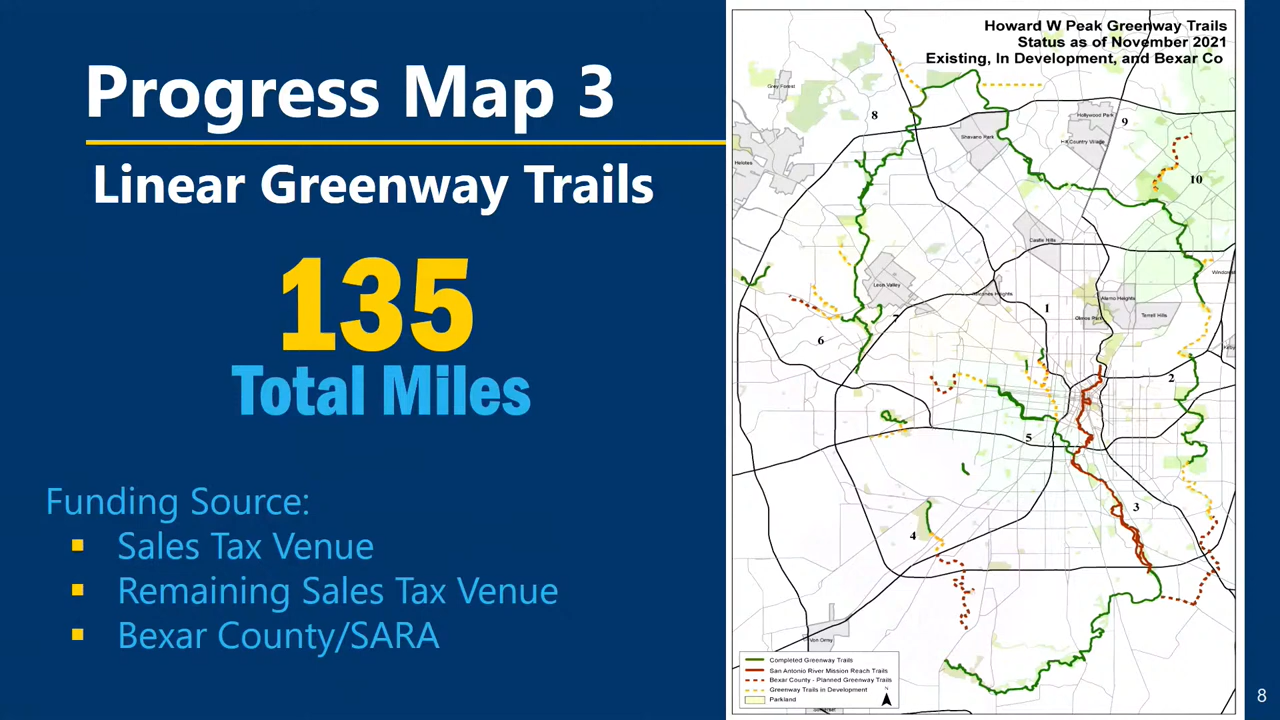 Progress Map 3
Linear Greenway Trails
135
Total Miles
Funding Source:
Sales Tax Venue
Remaining Sales Tax Venue
Bexar County/SARA
Howard W Peak Greenway Trails
Status as of November 2021
Existing, In Development, and Bexar Co
Grey Forest
8
Hollywood Park
9
Shavano Park
Hill Country Village
Helotes
10
Castle Hills
Leon Valley
Balcones Heights
Alamo Heights
1
Olmos Park
Terrell Hills
7
6
2
5
3
4
Von Ormy
Completed Greenway Trails
San Antonio River Mission Reach Trails
Bexar County - Planned Greenway Trails
Greenway Trails in Development
Parkland
N
8